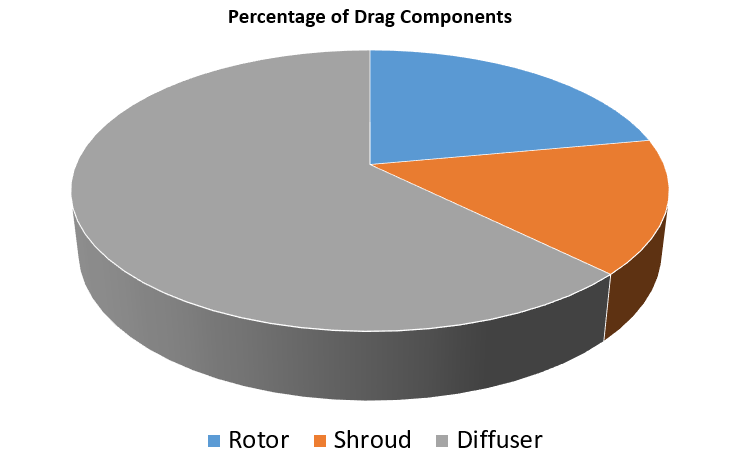 Percentage of Drag Components
Rotor Shroud Diffuser